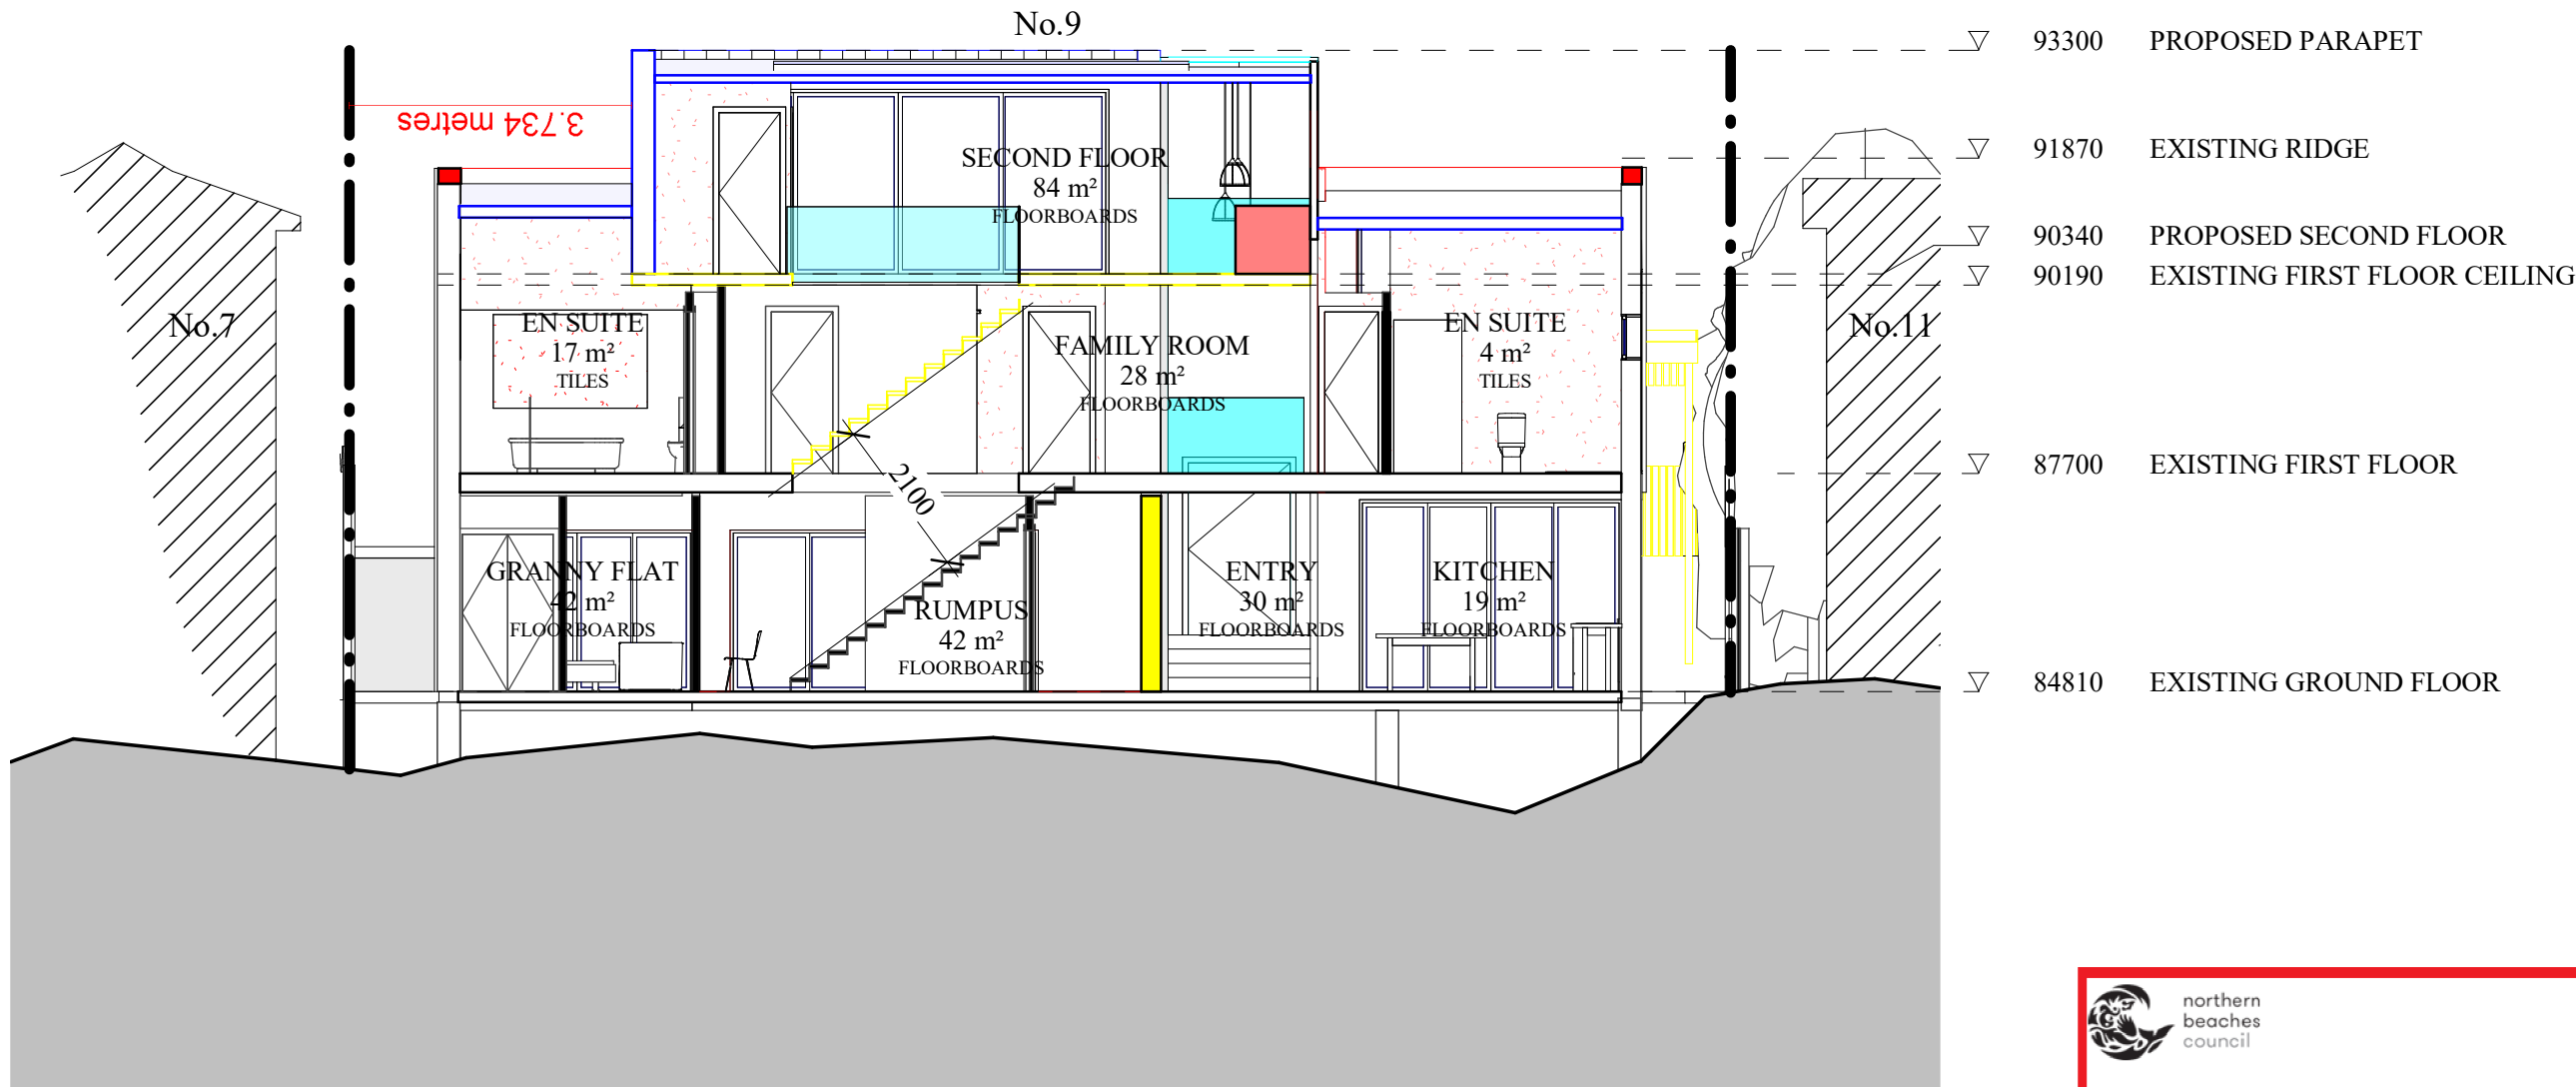 No.9
93300 PROPOSED PARAPET
3.734 metres
91870 EXISTING RIDGE
SECOND FLOOR
84 m²
FLOORBOARDS
90340 PROPOSED SECOND FLOOR
90190 EXISTING FIRST FLOOR CEILING
No.7
EN SUITE
17 m²
TILES
FAMILY ROOM
28 m²
FLOORBOARDS
EN SUITE
4 m²
TILES
No.11
87700 EXISTING FIRST FLOOR
2100
GRANNY FLAT
42 m²
FLOORBOARDS
RUMPUS
42 m²
FLOORBOARDS
ENTRY
30 m²
FLOORBOARDS
KITCHEN
19 m²
FLOORBOARDS
84810 EXISTING GROUND FLOOR
northern
beaches
council